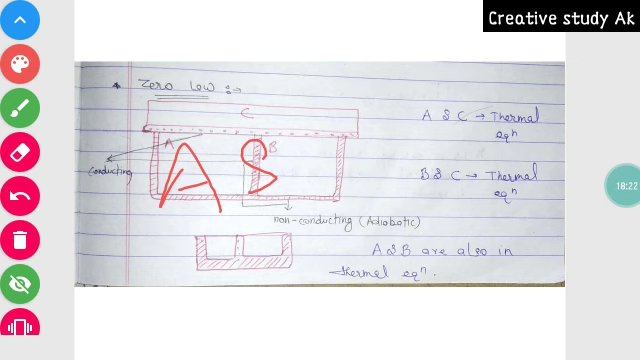 Creative study Ak
* Zero Law :→
C
A & C → Thermal
eqⁿ
A
B
A
S
conducting
B & C → Thermal
eqⁿ
18:22
non-conducting (Adiabatic)
A & B are also in
thermal eqⁿ.